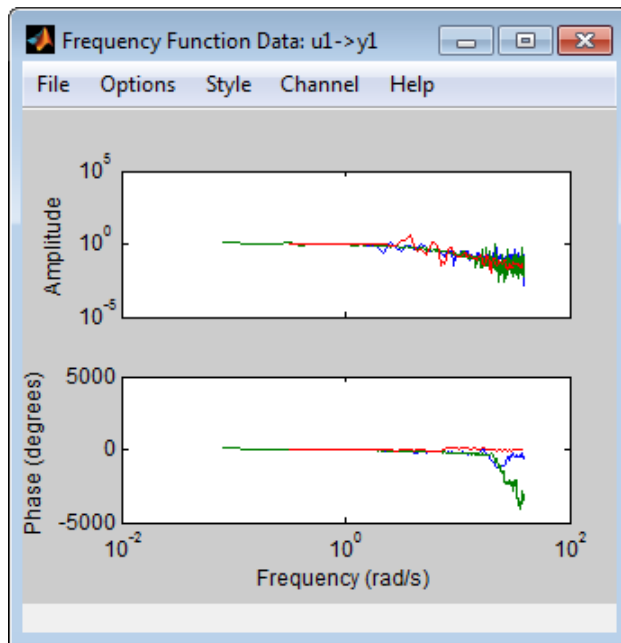 Frequency Function Data: u1->y1
File Options Style Channel Help
Amplitude
10^5
10^0
10^-5
Phase (degrees)
5000
0
-5000
10^-2 10^0 10^2
Frequency (rad/s)